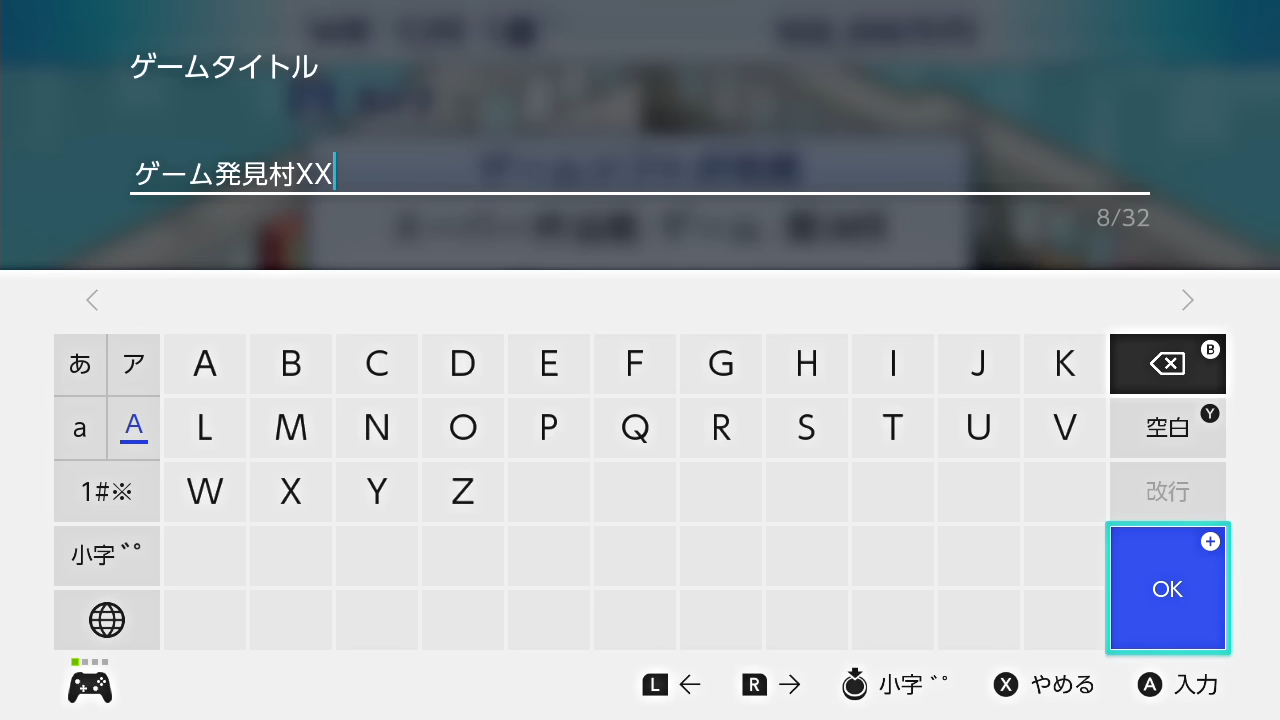 ゲームタイトル
ゲーム発見村XX
8/32
あ ア A B C D E F G H I J K B
a A L M N O P Q R S T U V 空白 Y
1#※ W X Y Z 改行
小字゛゜ +
OK
L ← R → 小字゛゜ X やめる A 入力